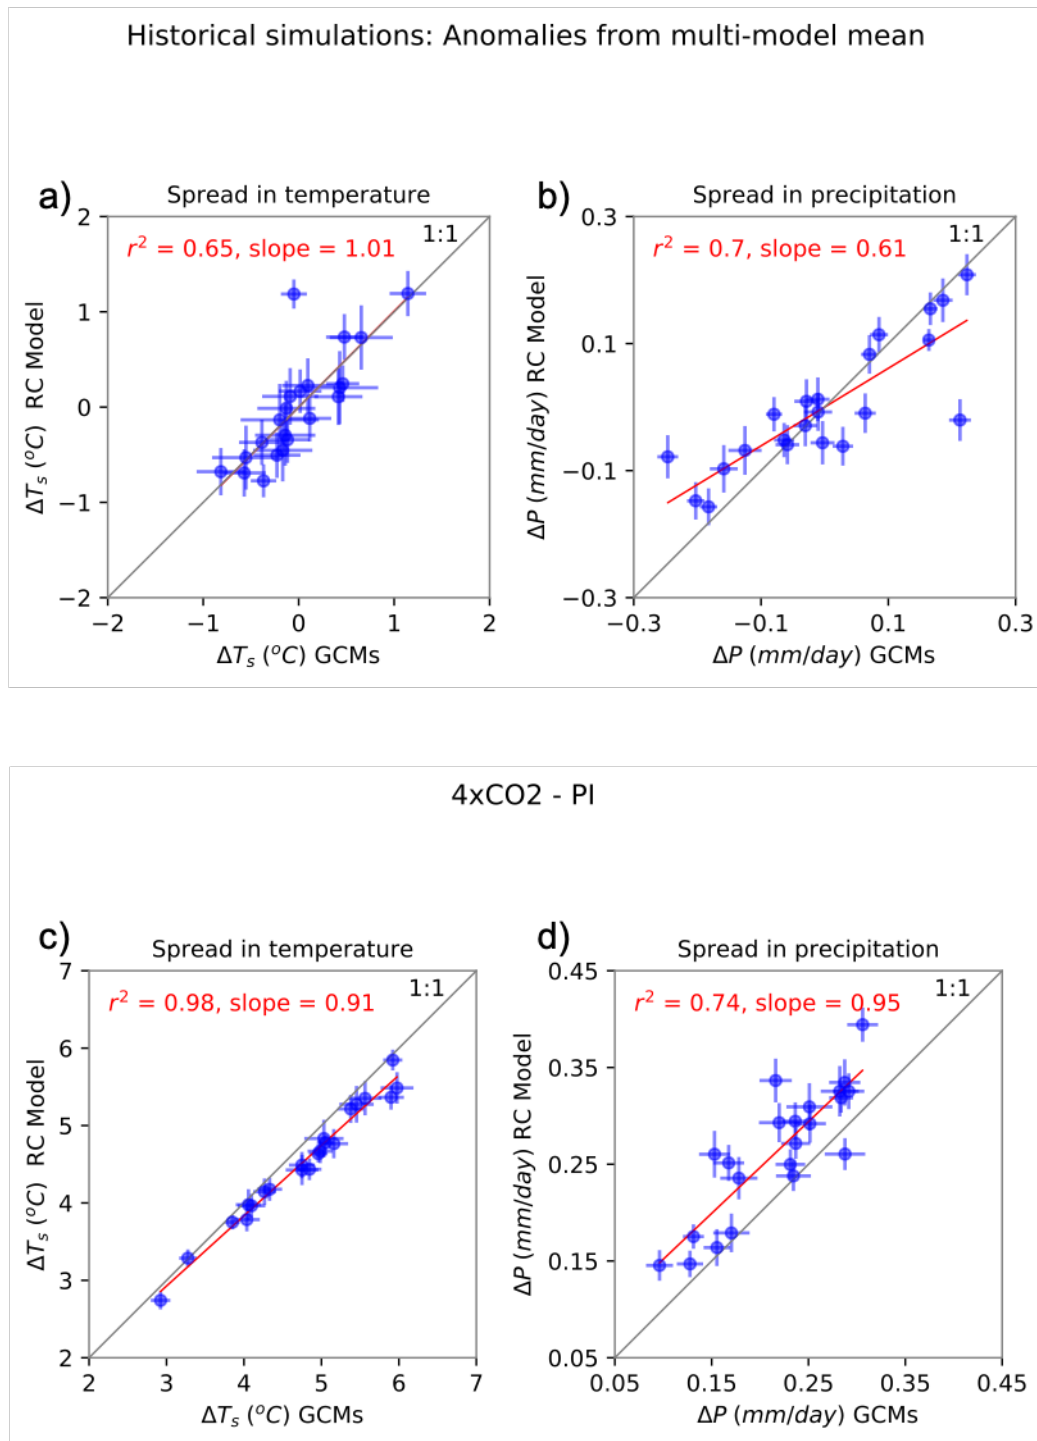 Historical simulations: Anomalies from multi-model mean
a)
Spread in temperature
r² = 0.65, slope = 1.01
1:1
2
1
0
−1
−2
ΔTₛ (°C) RC Model
−2 −1 0 1 2
ΔTₛ (°C) GCMs
b)
Spread in precipitation
r² = 0.7, slope = 0.61
1:1
0.3
0.1
−0.1
−0.3
ΔP (mm/day) RC Model
−0.3 −0.1 0.1 0.3
ΔP (mm/day) GCMs
4xCO2 - PI
c)
Spread in temperature
r² = 0.98, slope = 0.91
1:1
7
6
5
4
3
2
ΔTₛ (°C) RC Model
2 3 4 5 6 7
ΔTₛ (°C) GCMs
d)
Spread in precipitation
r² = 0.74, slope = 0.95
1:1
0.45
0.35
0.25
0.15
0.05
ΔP (mm/day) RC Model
0.05 0.15 0.25 0.35 0.45
ΔP (mm/day) GCMs